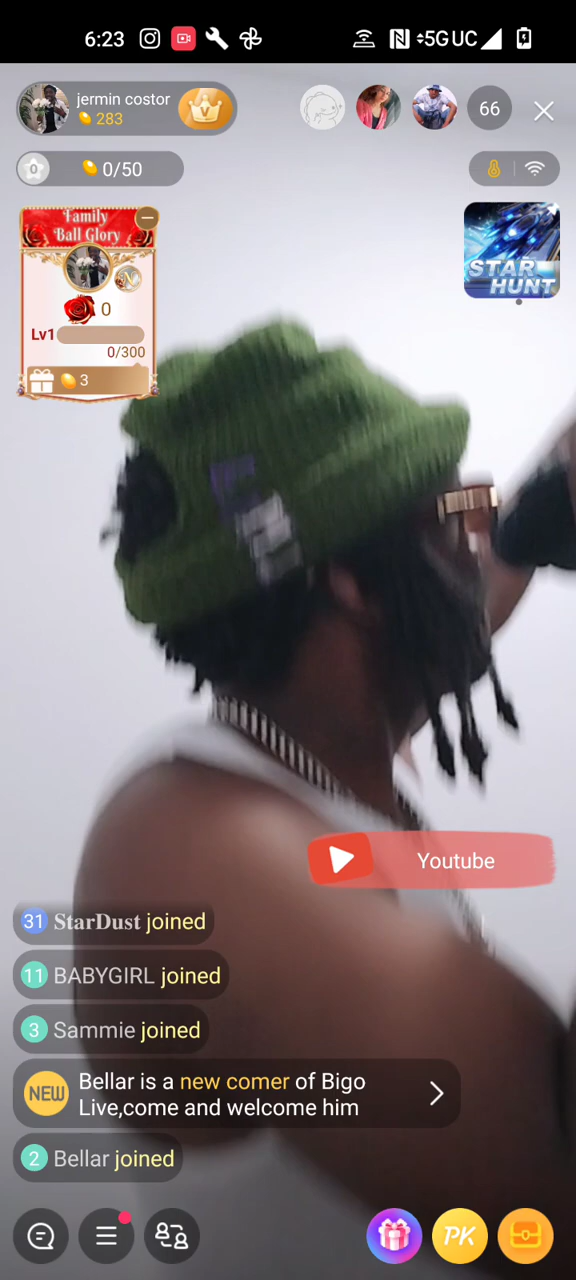 6:23
5G UC
jermin costor
283
66
0
0/50
Family
Ball Glory
N
0
Lv1
0/300
3
STAR
HUNT
Youtube
31 StarDust joined
11 BABYGIRL joined
3 Sammie joined
NEW
Bellar is a new comer of Bigo
Live,come and welcome him
2 Bellar joined
PK